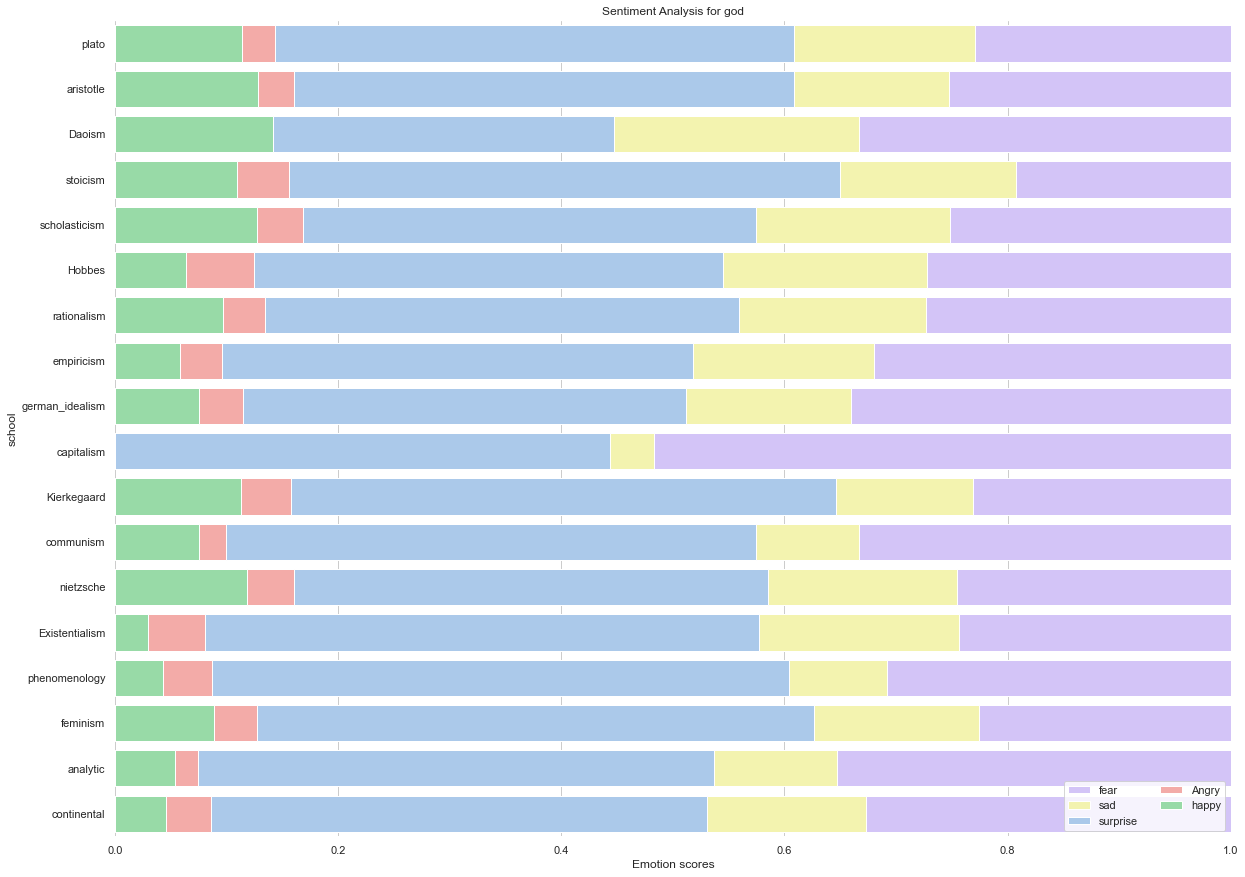 Sentiment Analysis for god
school
plato
aristotle
Daoism
stoicism
scholasticism
Hobbes
rationalism
empiricism
german_idealism
capitalism
Kierkegaard
communism
nietzsche
Existentialism
phenomenology
feminism
analytic
continental
fear
sad
surprise
Angry
happy
0.0 0.2 0.4 0.6 0.8 1.0
Emotion scores